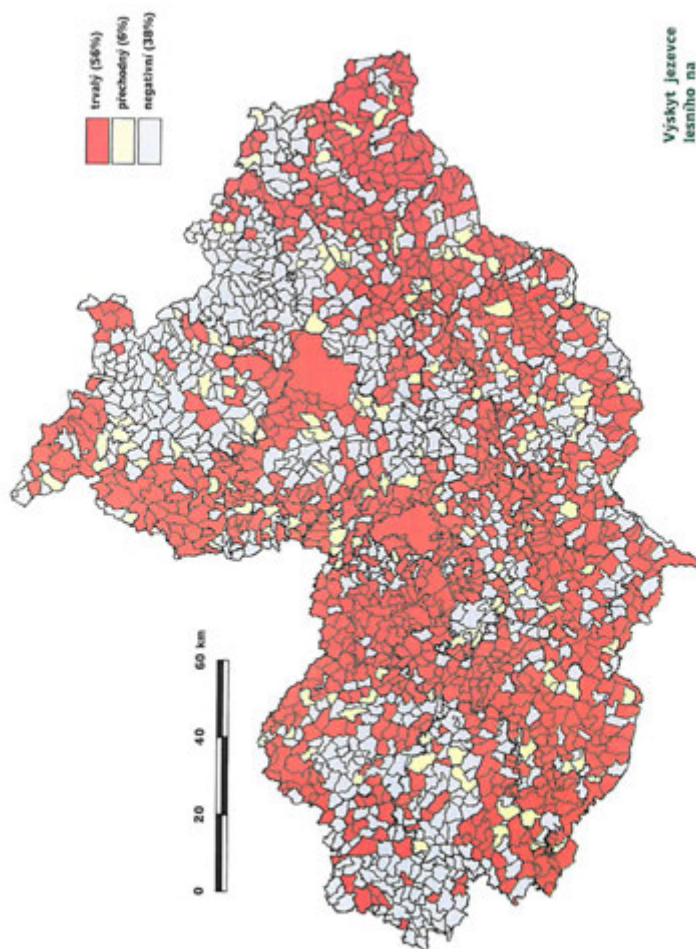 trvalý (56%)
přechodný (6%)
negativní (38%)
0 20 40 60 km
Výskyt jezevce
lesního na